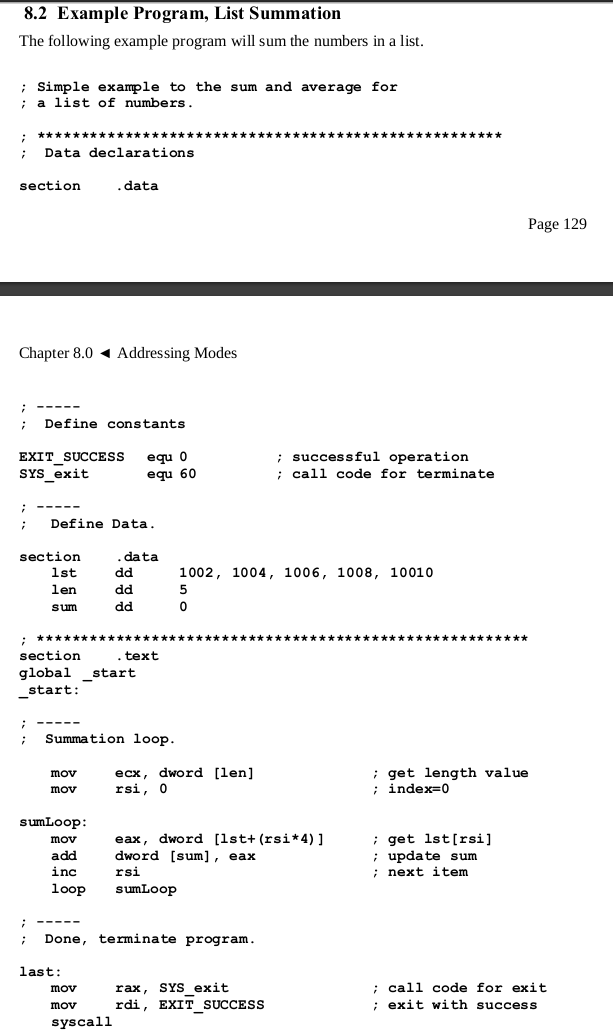 8.2 Example Program, List Summation
The following example program will sum the numbers in a list.
; Simple example to the sum and average for
; a list of numbers.
; *****************************************************
; Data declarations
section .data
Page 129
Chapter 8.0 ◄ Addressing Modes
; -----
; Define constants
EXIT_SUCCESS equ 0 ; successful operation
SYS_exit equ 60 ; call code for terminate
; -----
; Define Data.
section .data
lst dd 1002, 1004, 1006, 1008, 10010
len dd 5
sum dd 0
; ********************************************************
section .text
global _start
_start:
; -----
; Summation loop.
mov ecx, dword [len] ; get length value
mov rsi, 0 ; index=0
sumLoop:
mov eax, dword [lst+(rsi*4)] ; get lst[rsi]
add dword [sum], eax ; update sum
inc rsi ; next item
loop sumLoop
; -----
; Done, terminate program.
last:
mov rax, SYS_exit ; call code for exit
mov rdi, EXIT_SUCCESS ; exit with success
syscall